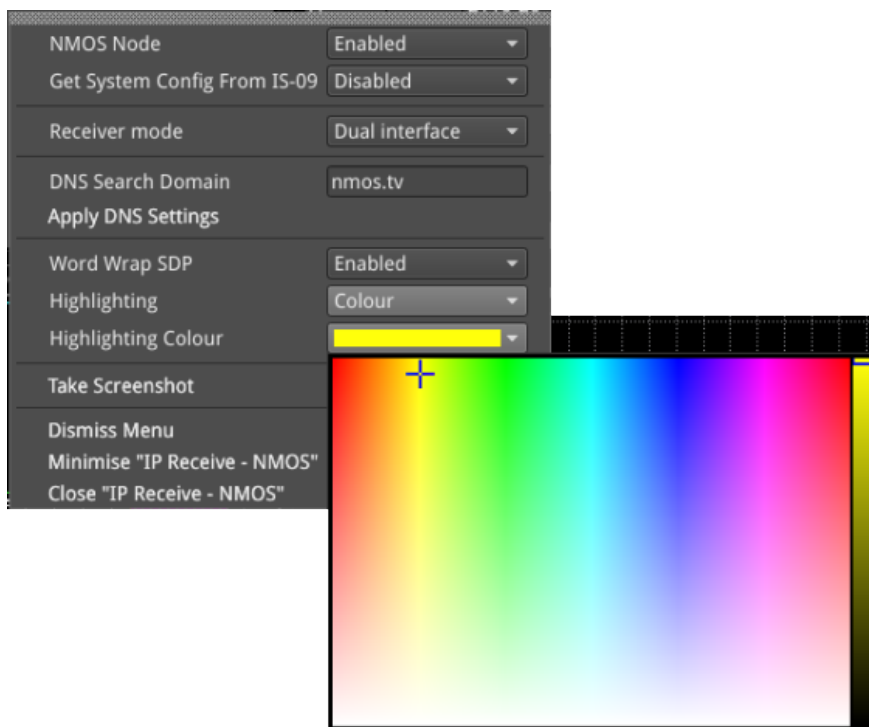 NMOS Node Enabled
Get System Config From IS-09 Disabled
Receiver mode Dual interface
DNS Search Domain nmos.tv
Apply DNS Settings
Word Wrap SDP Enabled
Highlighting Colour
Highlighting Colour
Take Screenshot
Dismiss Menu
Minimise "IP Receive - NMOS"
Close "IP Receive - NMOS"